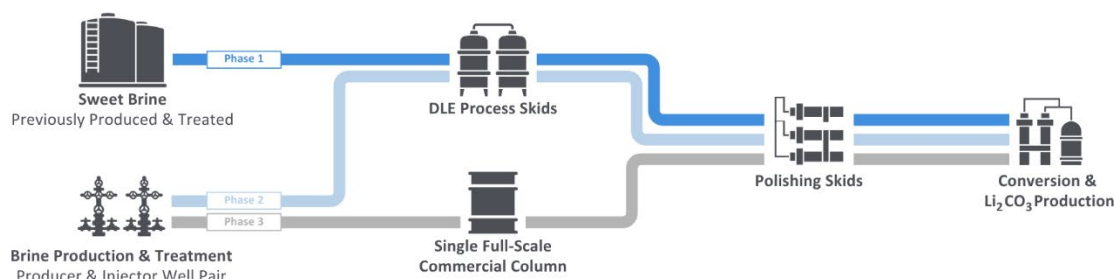 Phase 1
Sweet Brine
Previously Produced & Treated
DLE Process Skids
Polishing Skids
Conversion &
Li₂CO₃ Production
Phase 2
Phase 3
Brine Production & Treatment
Producer & Injector Well Pair
Single Full-Scale
Commercial Column